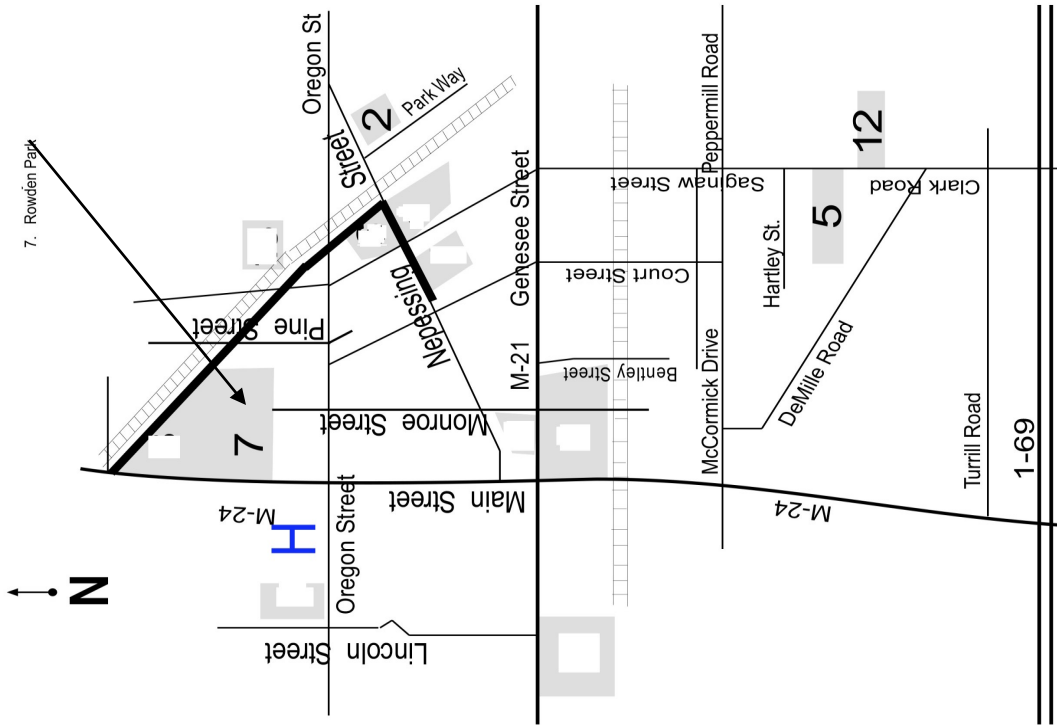 7. Rowden Park
Oregon St
Park Way
2
Street
Nepessing
Pine Street
7
Monroe Street
Main Street
M-24
H
Oregon Street
Lincoln Street
N
Genesee Street
M-21
Saginaw Street
Court Street
Bentley Street
Peppermill Road
McCormick Drive
Hartley St.
5
12
Clark Road
DeMille Road
Turrill Road
M-24
1-69